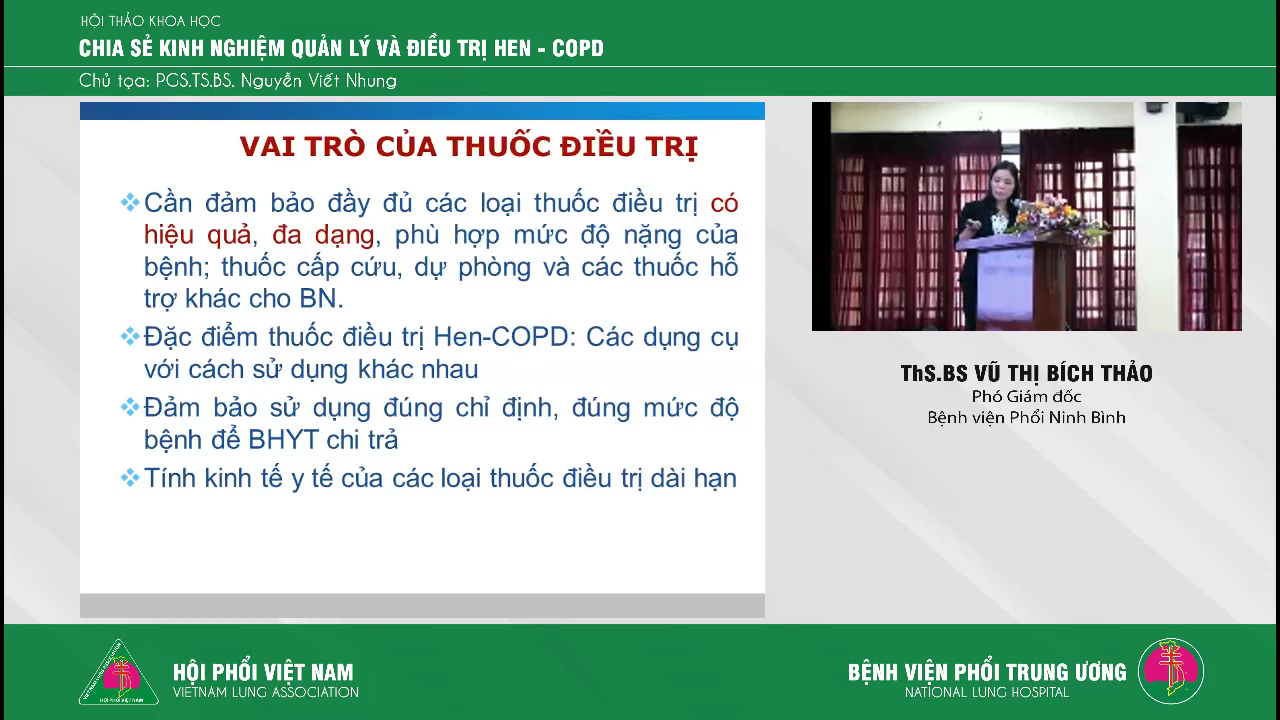 HỘI THẢO KHOA HỌC
CHIA SẺ KINH NGHIỆM QUẢN LÝ VÀ ĐIỀU TRỊ HEN - COPD
Chủ tọa: PGS.TS.BS. Nguyễn Viết Nhung
VAI TRÒ CỦA THUỐC ĐIỀU TRỊ
Cần đảm bảo đầy đủ các loại thuốc điều trị có
hiệu quả, đa dạng, phù hợp mức độ nặng của
bệnh; thuốc cấp cứu, dự phòng và các thuốc hỗ
trợ khác cho BN.
Đặc điểm thuốc điều trị Hen-COPD: Các dụng cụ
với cách sử dụng khác nhau
Đảm bảo sử dụng đúng chỉ định, đúng mức độ
bệnh để BHYT chi trả
Tính kinh tế y tế của các loại thuốc điều trị dài hạn
ThS.BS VŨ THỊ BÍCH THẢO
Phó Giám đốc
Bệnh viện Phổi Ninh Bình
VIETNAM LUNG ASSOCIATION
HỘI PHỔI VIỆT NAM
HỘI PHỔI VIỆT NAM
VIETNAM LUNG ASSOCIATION
BỆNH VIỆN PHỔI TRUNG ƯƠNG
NATIONAL LUNG HOSPITAL